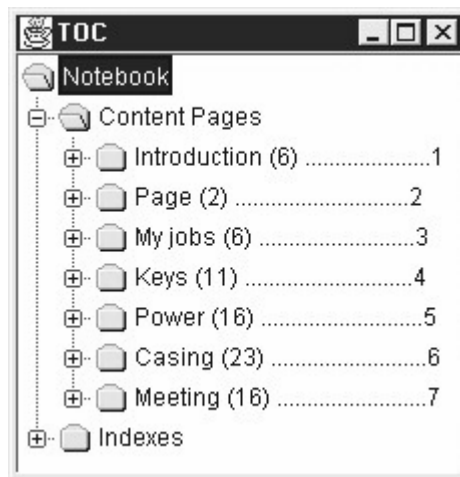 TOC
Notebook
Content Pages
Introduction (6) .....................1
Page (2) ..............................2
My jobs (6) ..........................3
Keys (11) .............................4
Power (16) ...........................5
Casing (23) ...........................6
Meeting (16) .........................7
Indexes